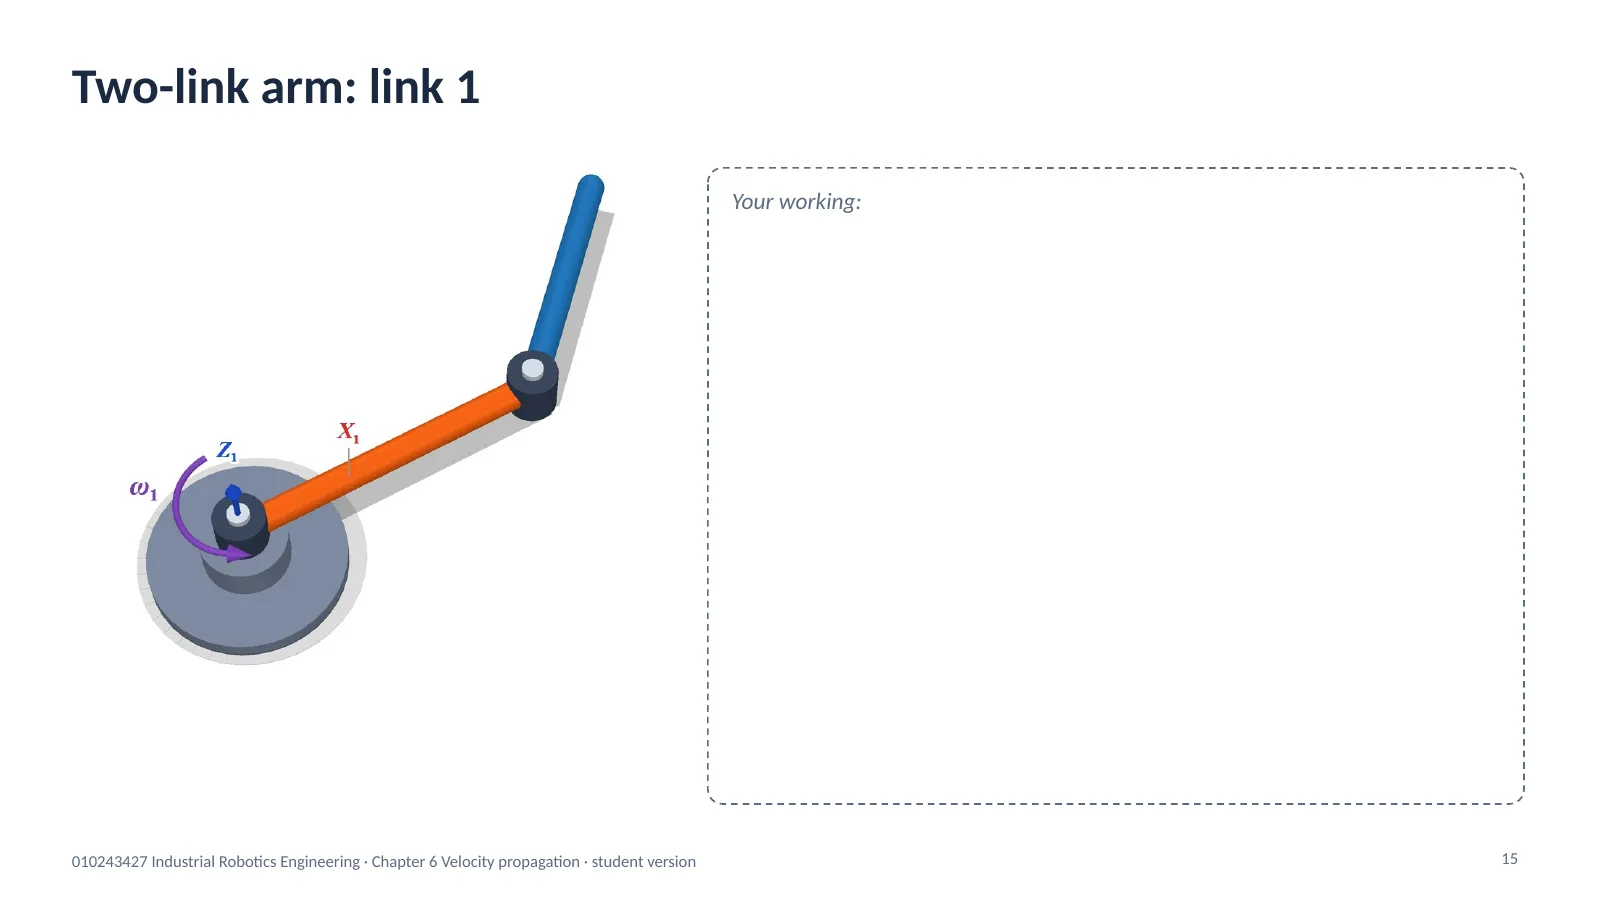 Two-link arm: link 1
Your working:
X₁
Z₁
ω₁
010243427 Industrial Robotics Engineering · Chapter 6 Velocity propagation · student version
15